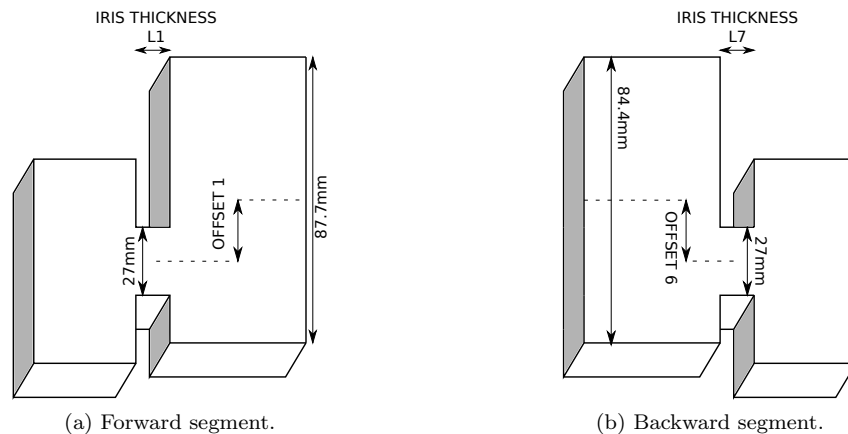 IRIS THICKNESS
L1
OFFSET 1
87.7mm
27mm
(a) Forward segment.
IRIS THICKNESS
L7
84.4mm
OFFSET 6
27mm
(b) Backward segment.